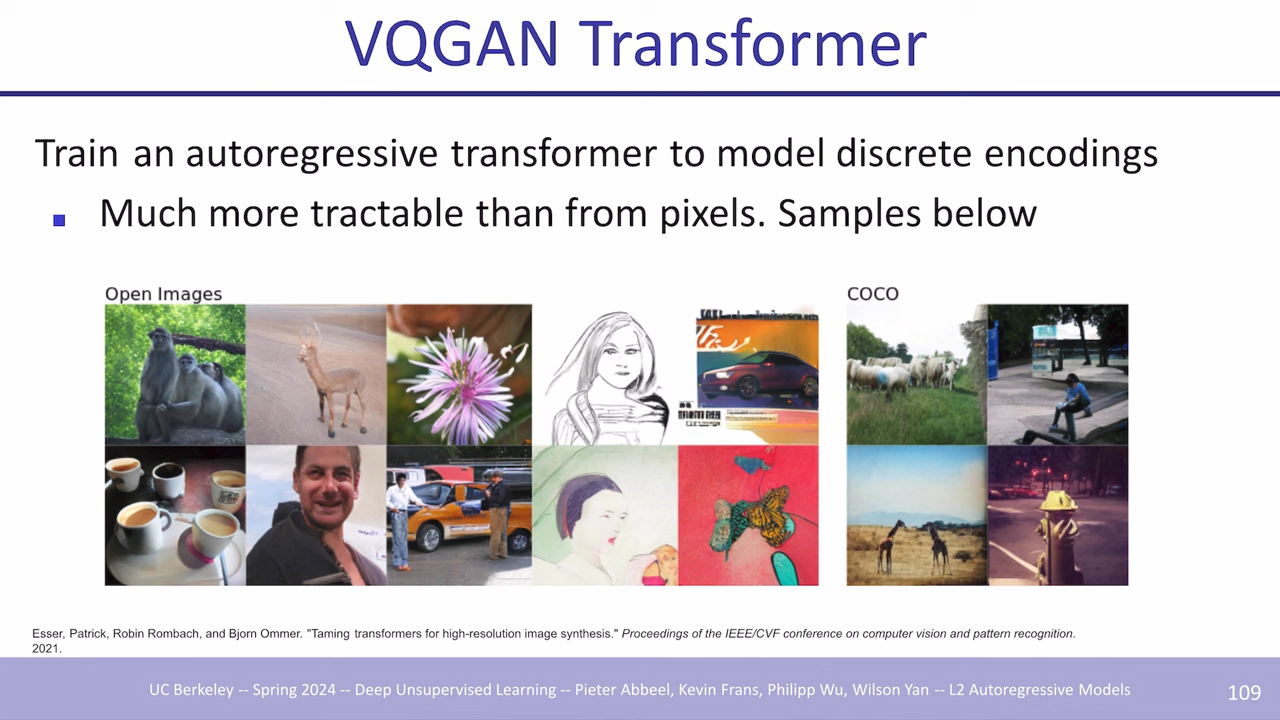 VQGAN Transformer
Train an autoregressive transformer to model discrete encodings
Much more tractable than from pixels. Samples below
Open Images
COCO
Esser, Patrick, Robin Rombach, and Bjorn Ommer. "Taming transformers for high-resolution image synthesis." Proceedings of the IEEE/CVF conference on computer vision and pattern recognition.
2021.
UC Berkeley -- Spring 2024 -- Deep Unsupervised Learning -- Pieter Abbeel, Kevin Frans, Philipp Wu, Wilson Yan -- L2 Autoregressive Models
109